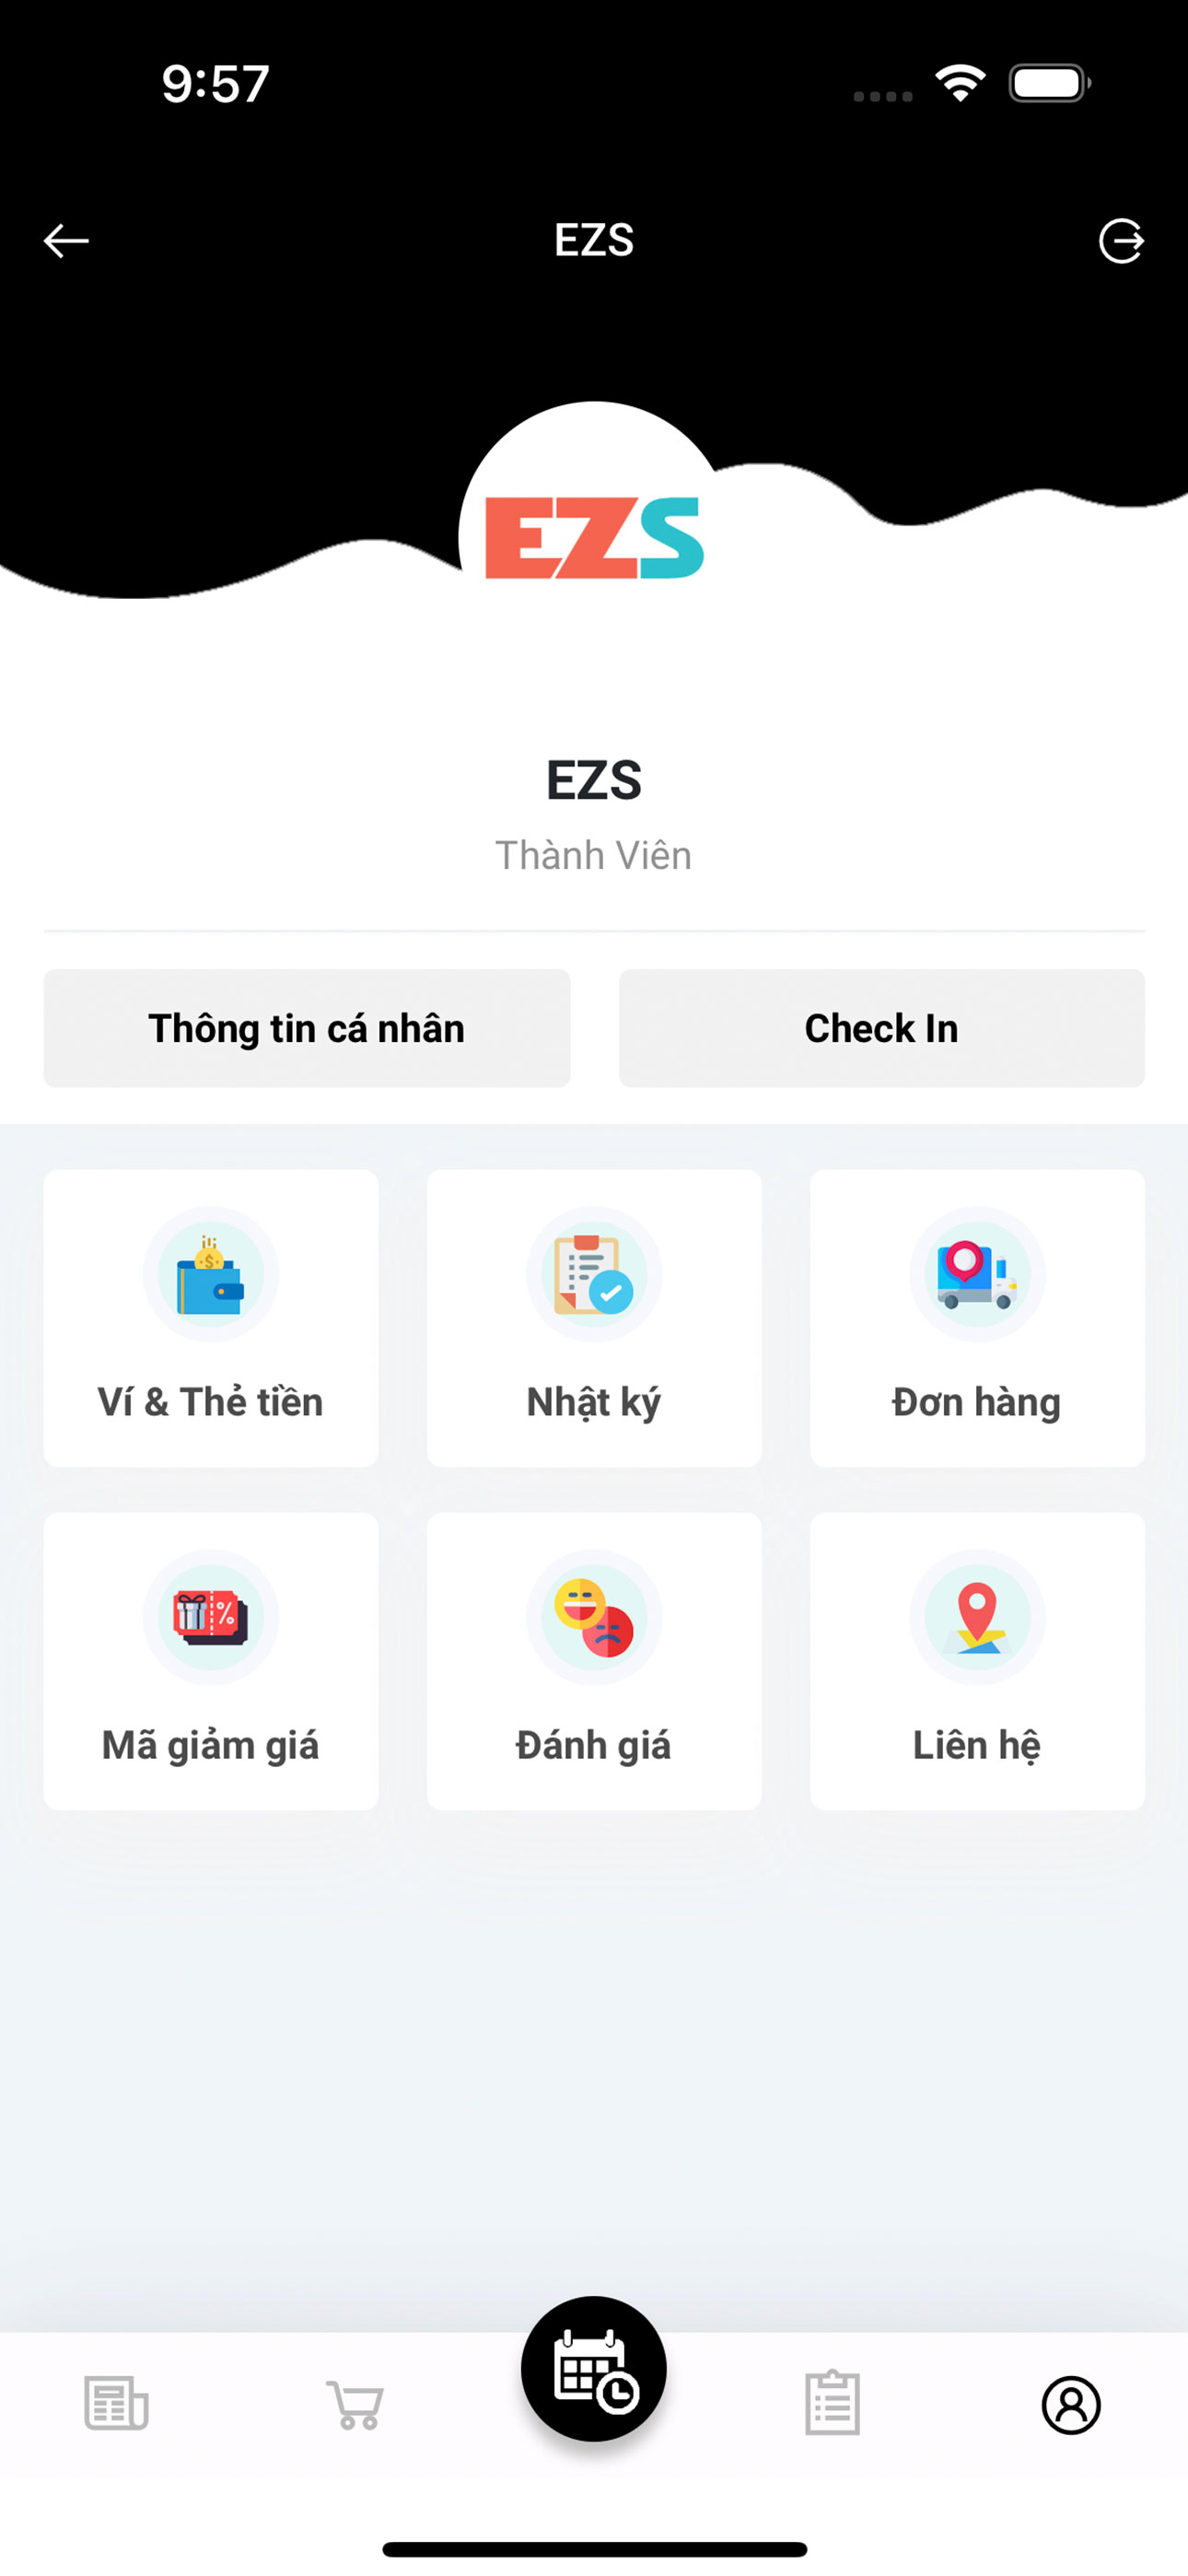 9:57
EZS
EZS
EZS
Thành Viên
Thông tin cá nhân
Check In
Ví & Thẻ tiền
Nhật ký
Đơn hàng
Mã giảm giá
Đánh giá
Liên hệ